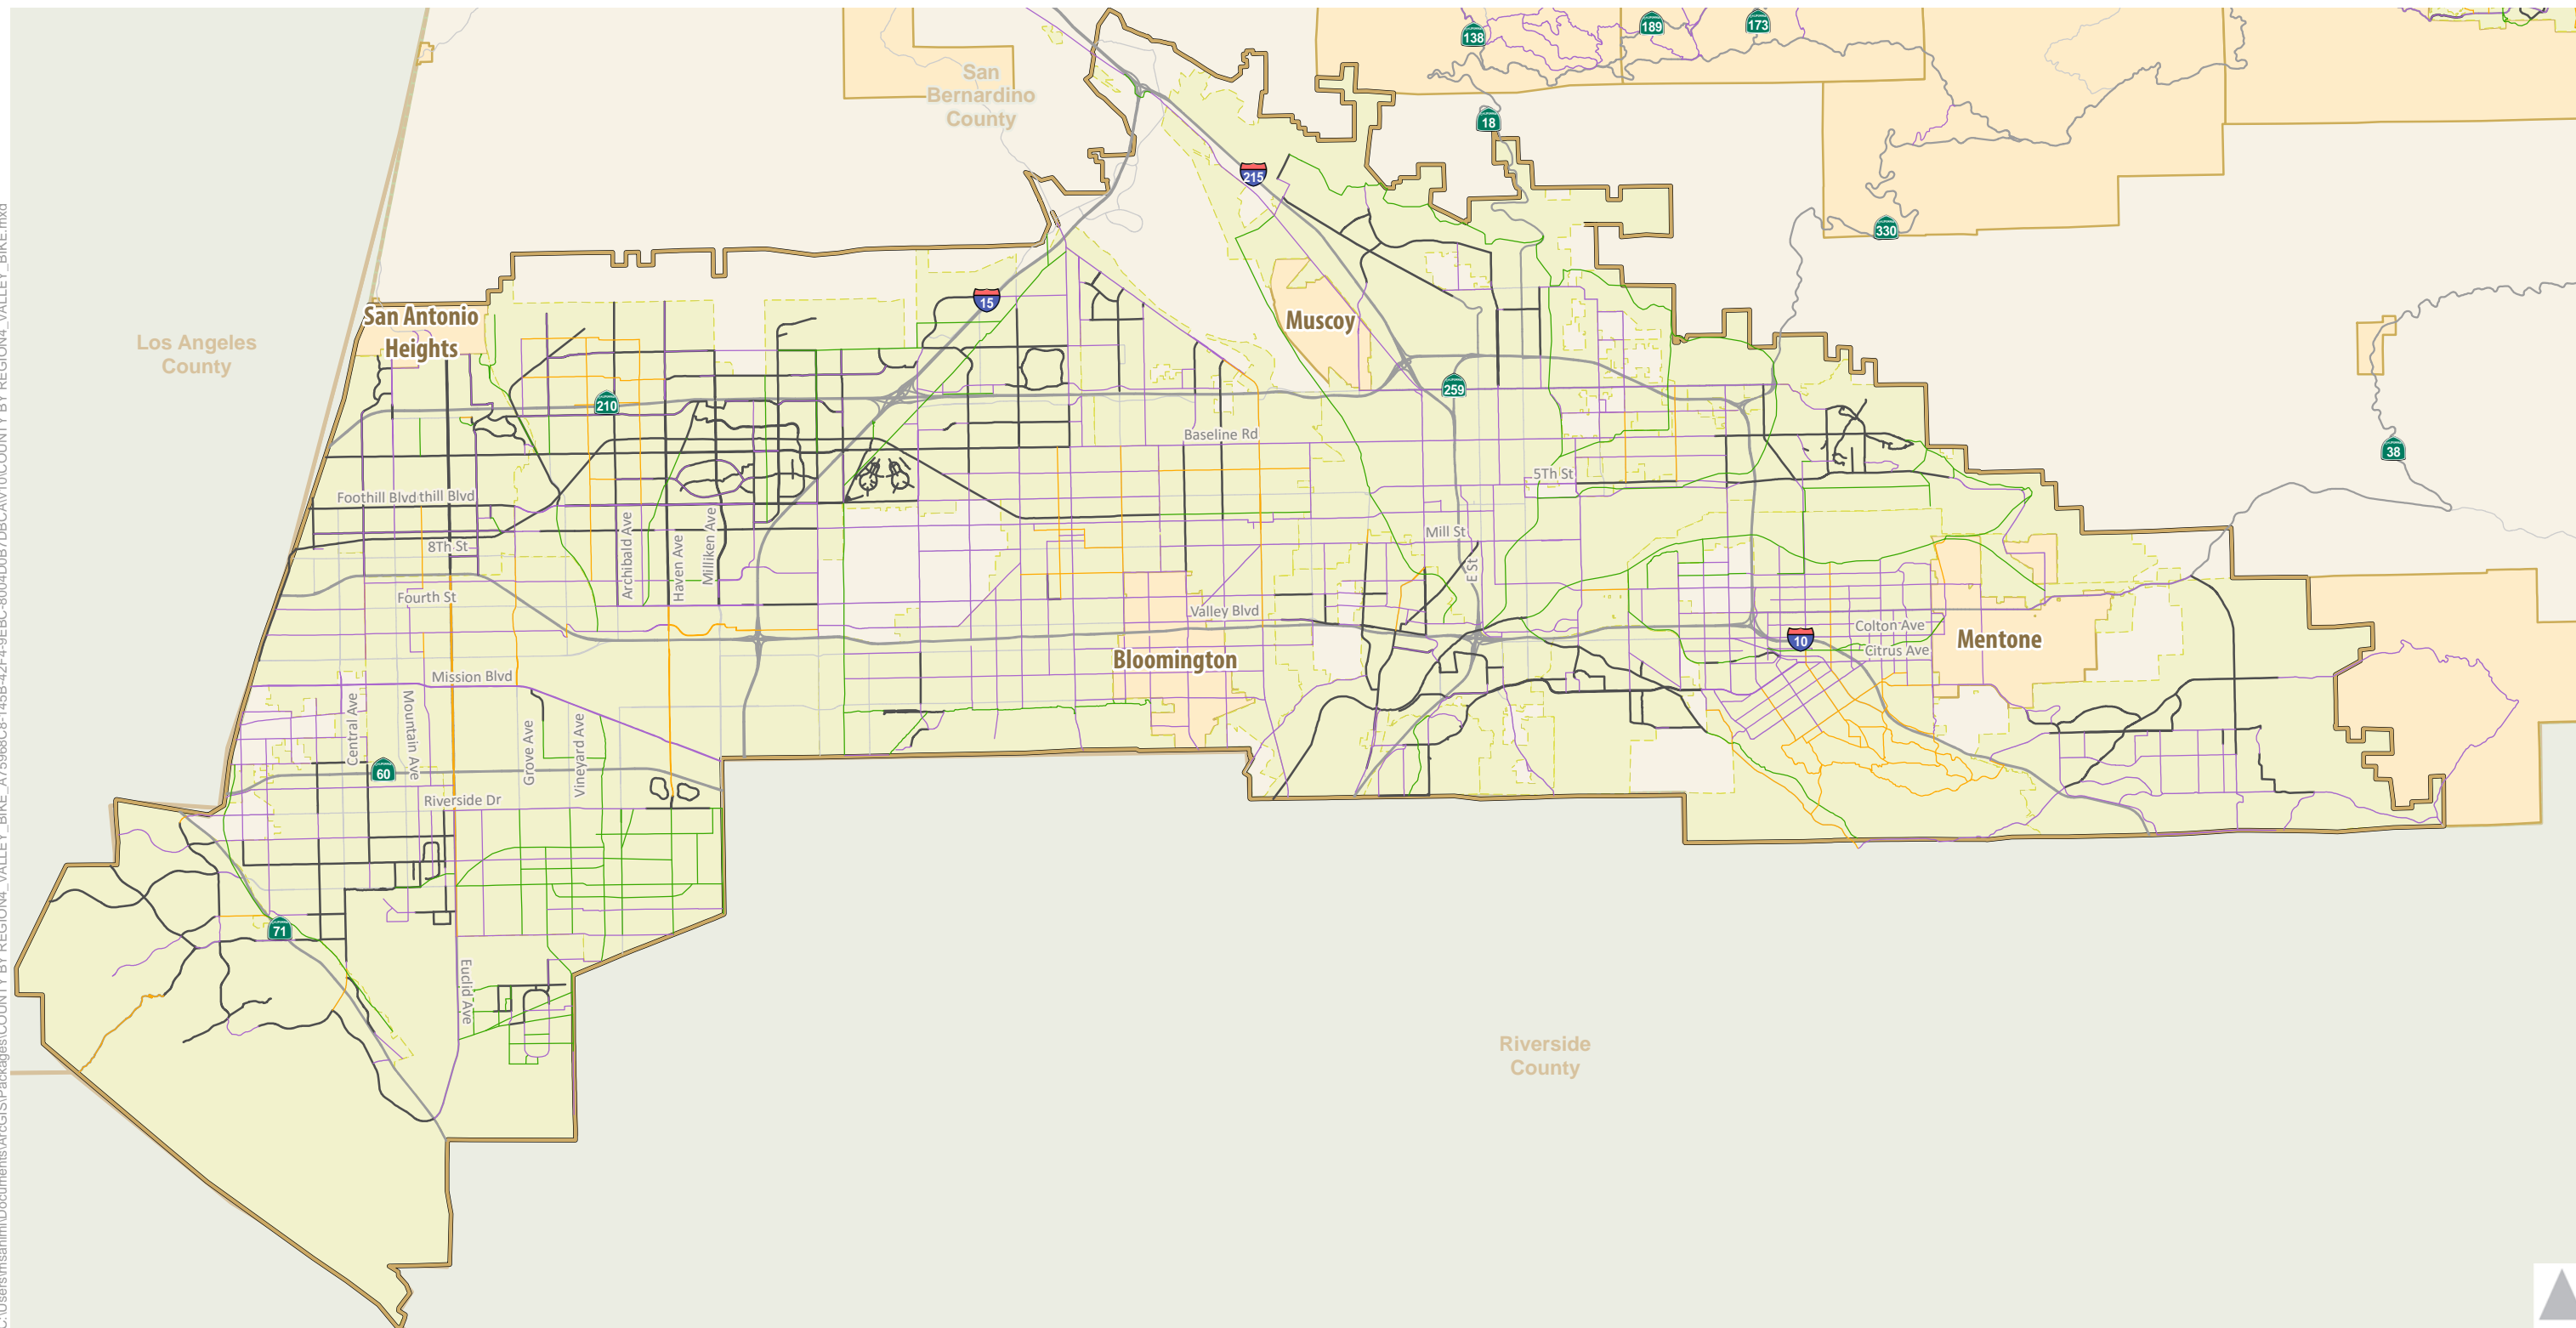 138
189
173
San
Bernardino
County
18
215
330
San Antonio
Heights
15
Muscoy
Los Angeles
County
210
259
Baseline Rd
38
5Th St
Foothill Blvd
thill Blvd
Mill St
8Th St
Archibald Ave
Haven Ave
Milliken Ave
E St
Fourth St
Valley Blvd
Colton Ave
10
Citrus Ave
Mentone
Bloomington
Mission Blvd
Central Ave
Mountain Ave
Grove Ave
Vineyard Ave
60
Riverside Dr
71
Euclid Ave
Riverside
County